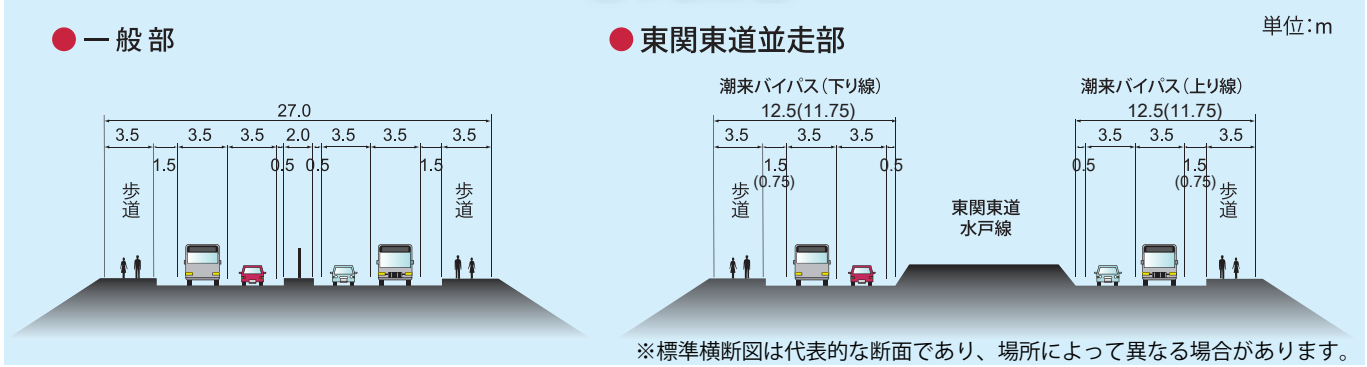 単位：m
●一般部
27.0
3.5 3.5 3.5 2.0 3.5 3.5 3.5
1.5 0.5 0.5 1.5
歩道 歩道
●東関東道並走部
潮来バイパス（下り線） 潮来バイパス（上り線）
12.5(11.75) 12.5(11.75)
3.5 3.5 3.5 3.5 3.5 3.5
1.5 0.5 0.5 1.5
(0.75) (0.75)
歩道 歩道
東関東道
水戸線
※標準横断図は代表的な断面であり、場所によって異なる場合があります。